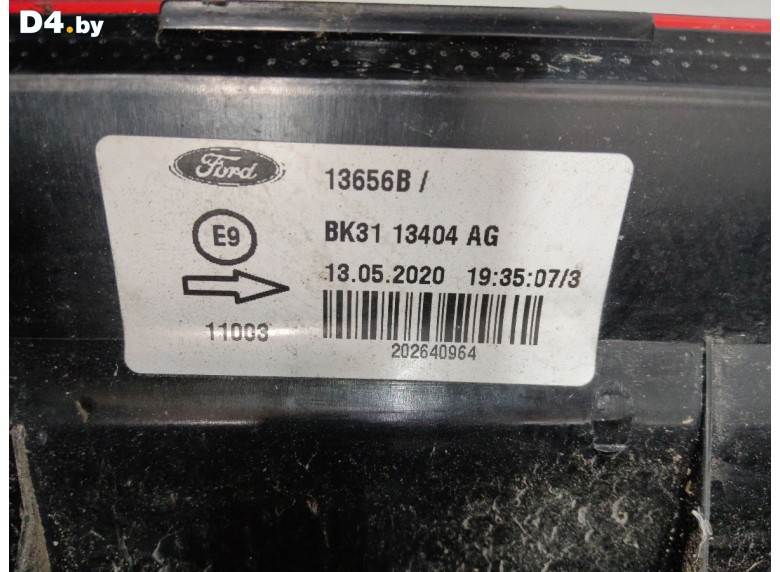 D4.by
Ford
13656B /
E9
BK31 13404 AG
13.05.2020 19:35:07/3
11003
202640964